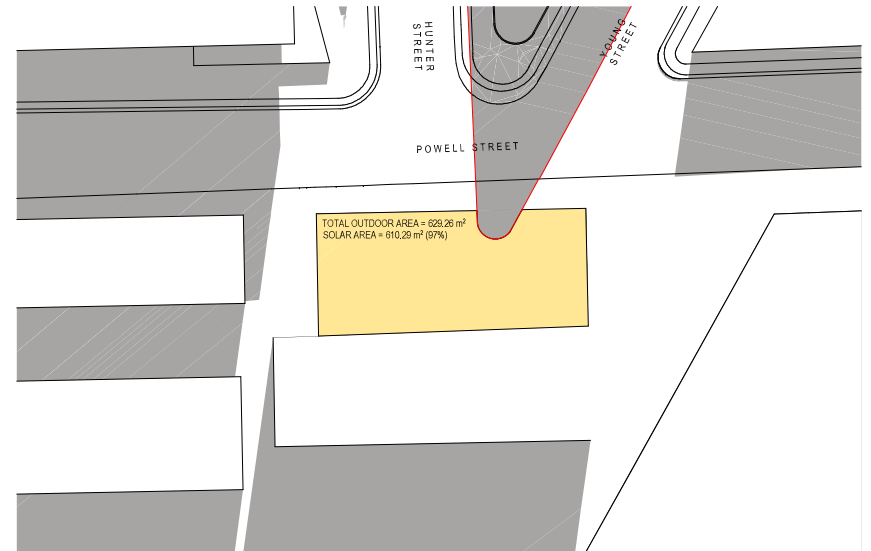 HUNTER
STREET
YOUNG
STREET
POWELL STREET
TOTAL OUTDOOR AREA = 629.26 m²
SOLAR AREA = 610.29 m² (97%)